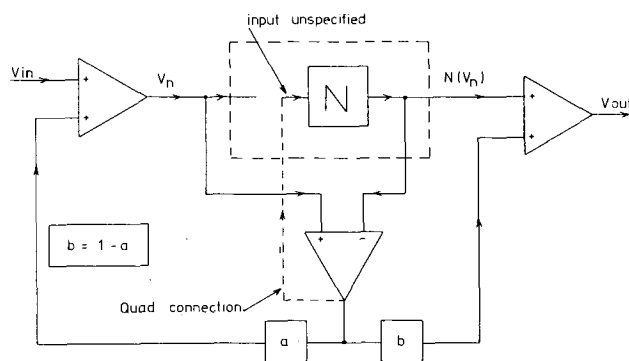 input unspecified
Vin
+
+
Vn
N
N(Vn)
+
+
Vout
+ -
b = 1 - a
Quad connection
a
b